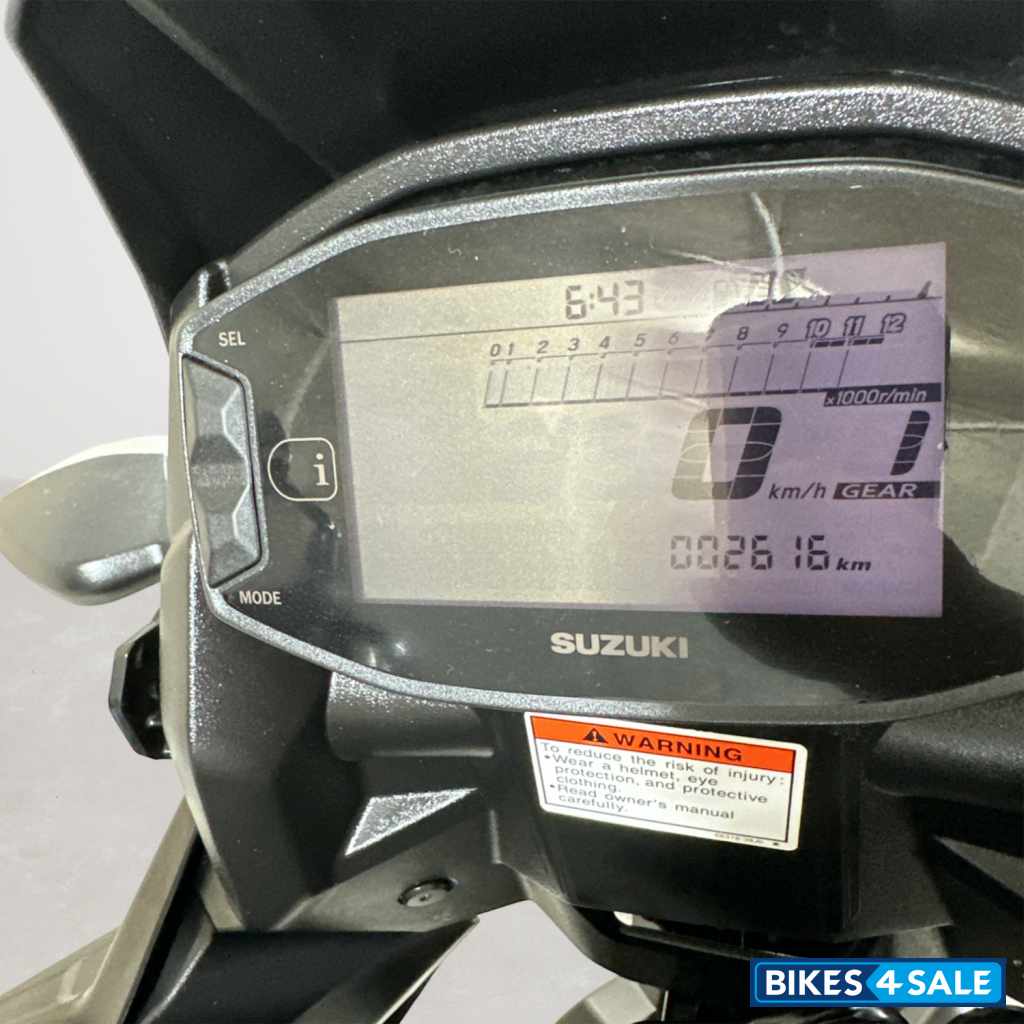 SEL
6:43
0 1 2 3 4 5 6 7 8 9 10 11 12
x1000r/min
0 1
km/h GEAR
i
002616 km
MODE
SUZUKI
WARNING
To reduce the risk of injury:
•Wear a helmet, eye
protection, and protective
clothing.
•Read owner's manual
carefully.
BIKES4SALE